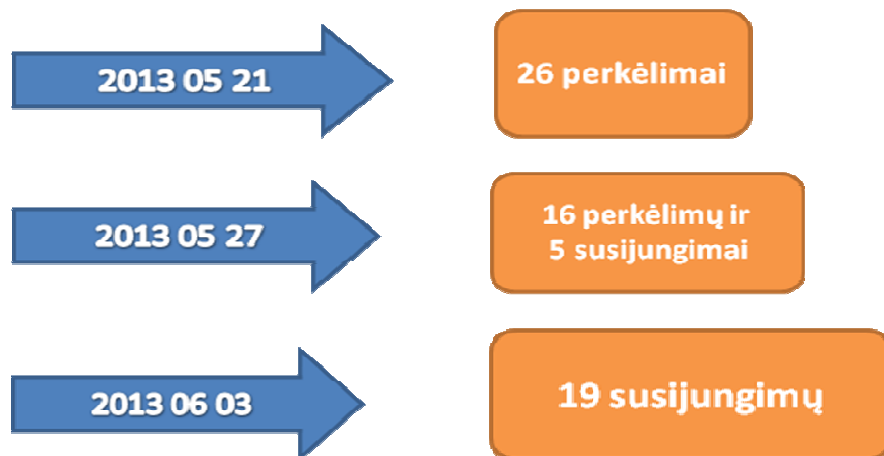 2013 05 21
26 perkėlimai
2013 05 27
16 perkėlimų ir
5 susijungimai
2013 06 03
19 susijungimų